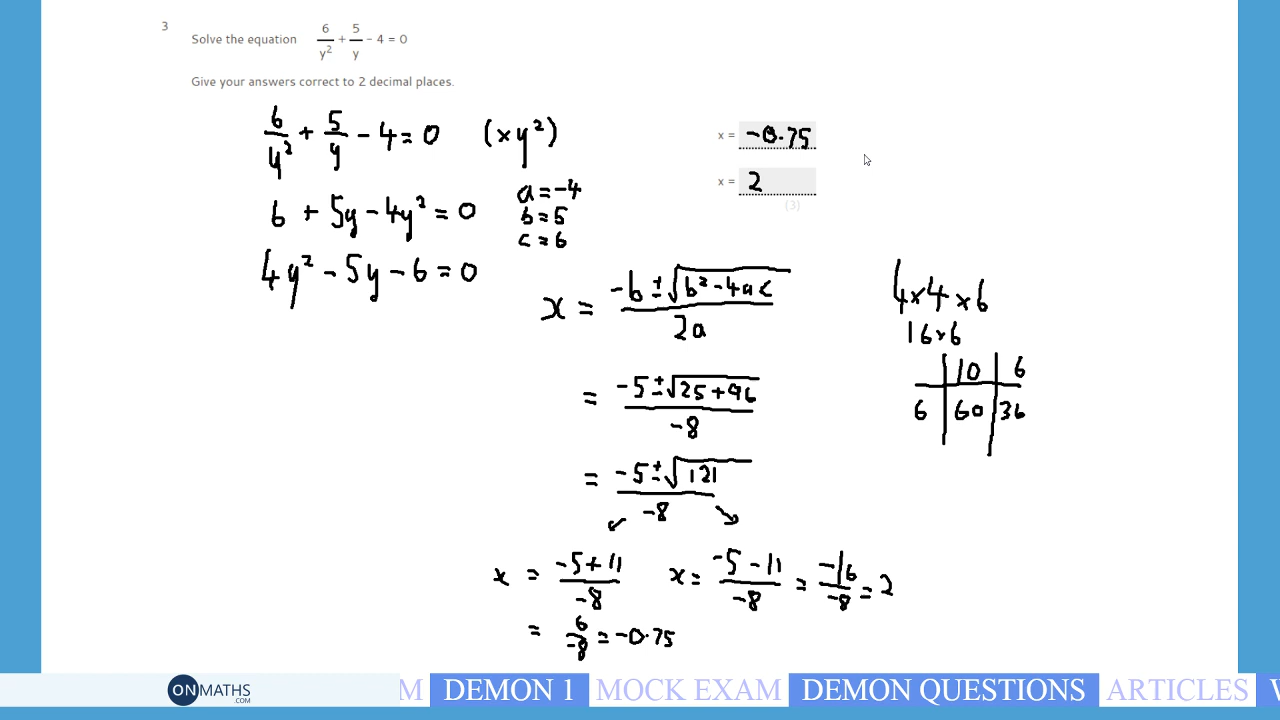 3
Solve the equation 6/y² + 5/y − 4 = 0
Give your answers correct to 2 decimal places.
6/y² + 5/y − 4 = 0 (×y²)
x = −0.75
x = 2
(3)
6 + 5y − 4y² = 0
a = −4
b = 5
c = 6
4y² − 5y − 6 = 0
x = (−b ± √(b² − 4ac))/2a
= (−5 ± √(25 + 96))/−8
= (−5 ± √121)/−8
4×4×6
16×6
10 6
6 60 36
x = (−5 + 11)/−8
= 6/−8 = −0.75
x = (−5 − 11)/−8 = −16/−8 = 2
ONMATHS
.COM
M DEMON 1 MOCK EXAM DEMON QUESTIONS ARTICLES W